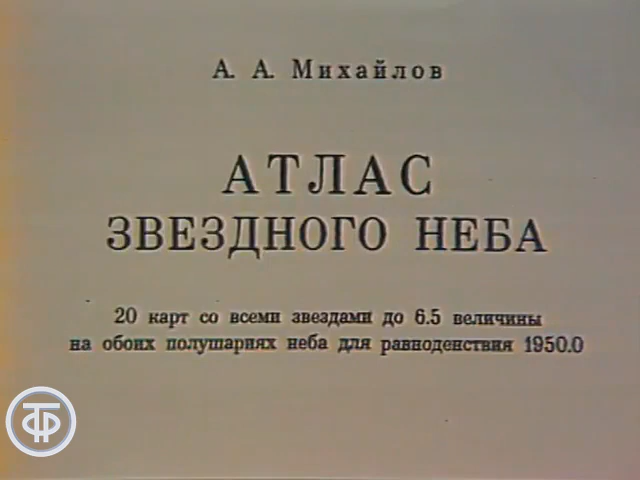 А. А. Михайлов
АТЛАС
ЗВЕЗДНОГО НЕБА
20 карт со всеми звездами до 6.5 величины
на обоих полушариях неба для равноденствия 1950.0